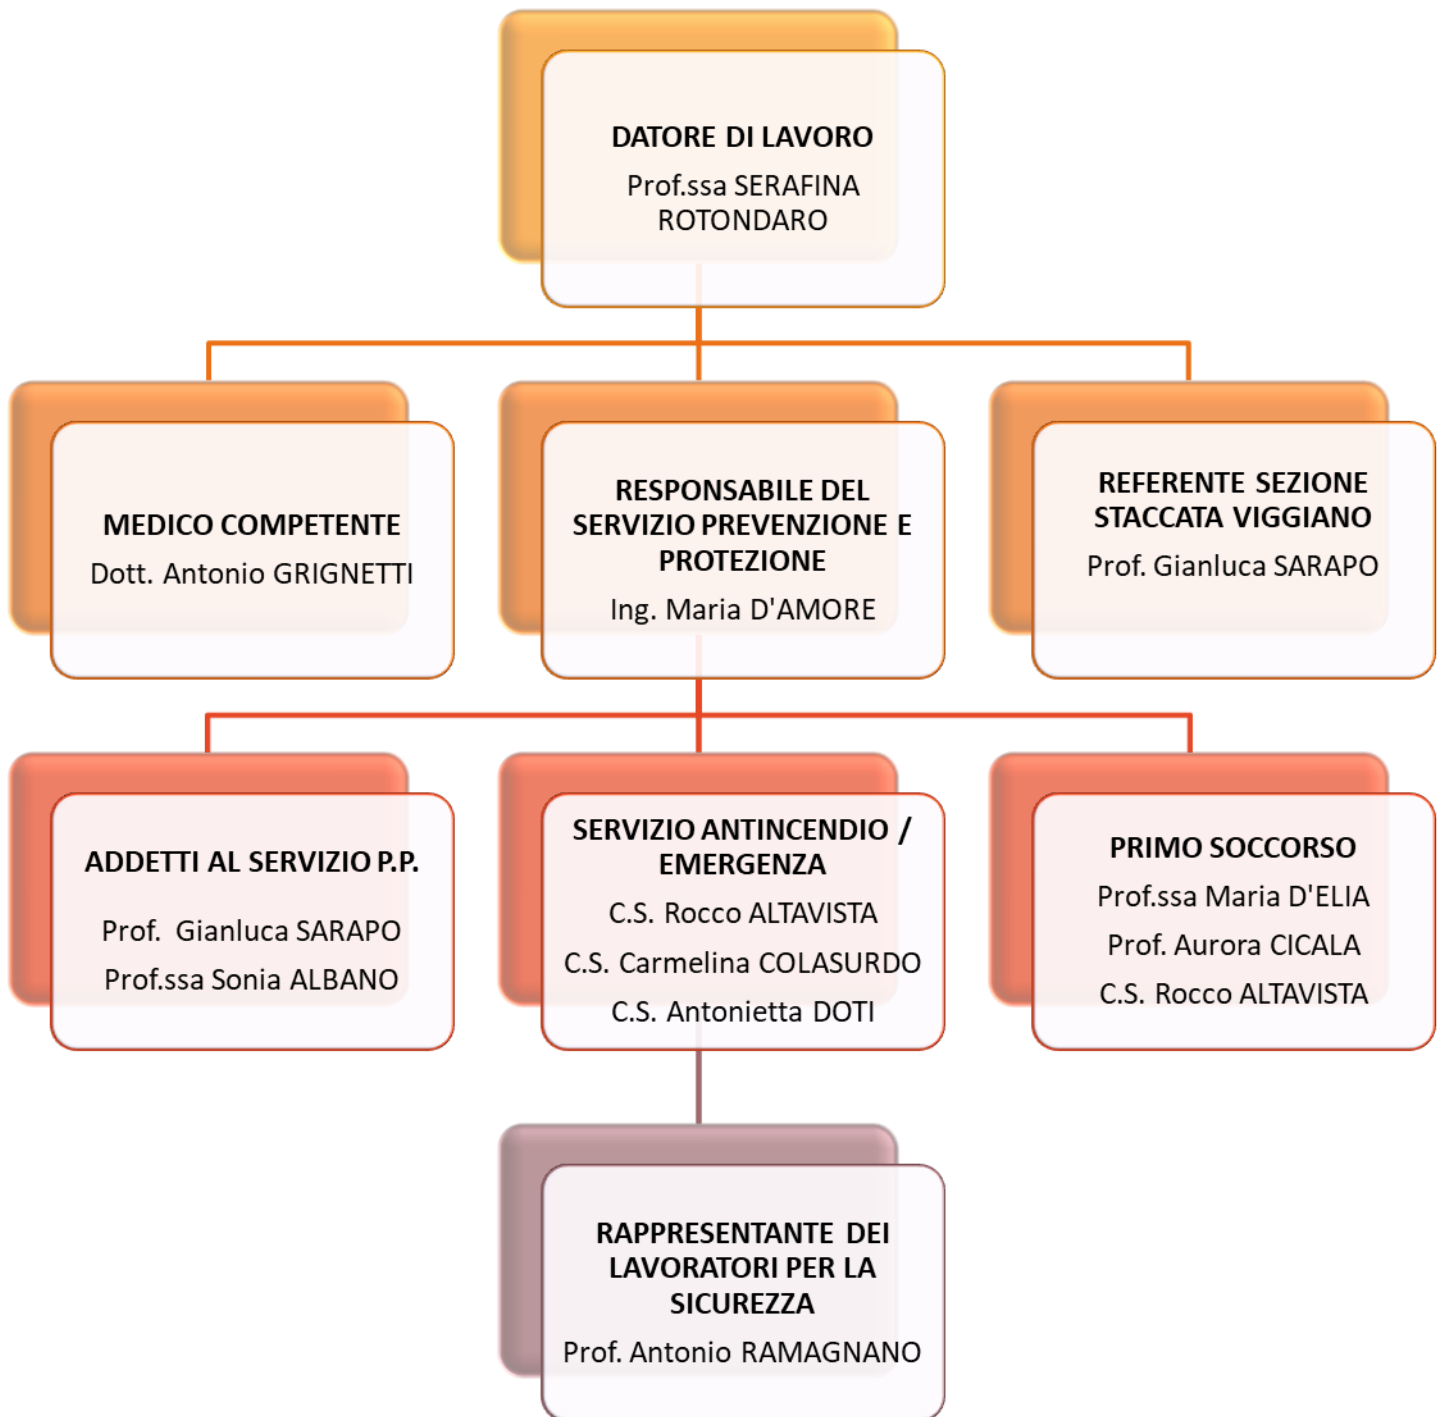 DATORE DI LAVORO
Prof.ssa SERAFINA
ROTONDARO
MEDICO COMPETENTE
Dott. Antonio GRIGNETTI
RESPONSABILE DEL
SERVIZIO PREVENZIONE E
PROTEZIONE
Ing. Maria D'AMORE
REFERENTE SEZIONE
STACCATA VIGGIANO
Prof. Gianluca SARAPO
ADDETTI AL SERVIZIO P.P.
Prof. Gianluca SARAPO
Prof.ssa Sonia ALBANO
SERVIZIO ANTINCENDIO /
EMERGENZA
C.S. Rocco ALTAVISTA
C.S. Carmelina COLASURDO
C.S. Antonietta DOTI
PRIMO SOCCORSO
Prof.ssa Maria D'ELIA
Prof. Aurora CICALA
C.S. Rocco ALTAVISTA
RAPPRESENTANTE DEI
LAVORATORI PER LA
SICUREZZA
Prof. Antonio RAMAGNANO